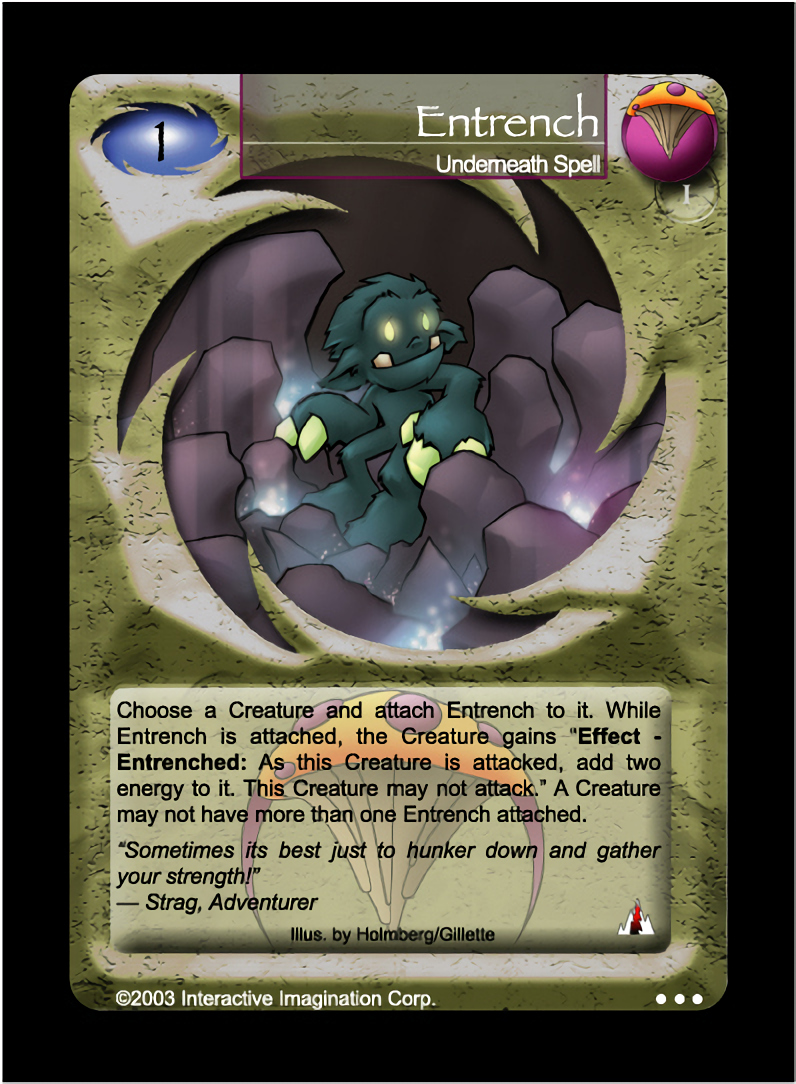 1
Entrench
Underneath Spell
I
Choose a Creature and attach Entrench to it. While
Entrench is attached, the Creature gains "Effect -
Entrenched: As this Creature is attacked, add two
energy to it. This Creature may not attack." A Creature
may not have more than one Entrench attached.
"Sometimes its best just to hunker down and gather
your strength!"
— Strag, Adventurer
Illus. by Holmberg/Gillette
©2003 Interactive Imagination Corp.